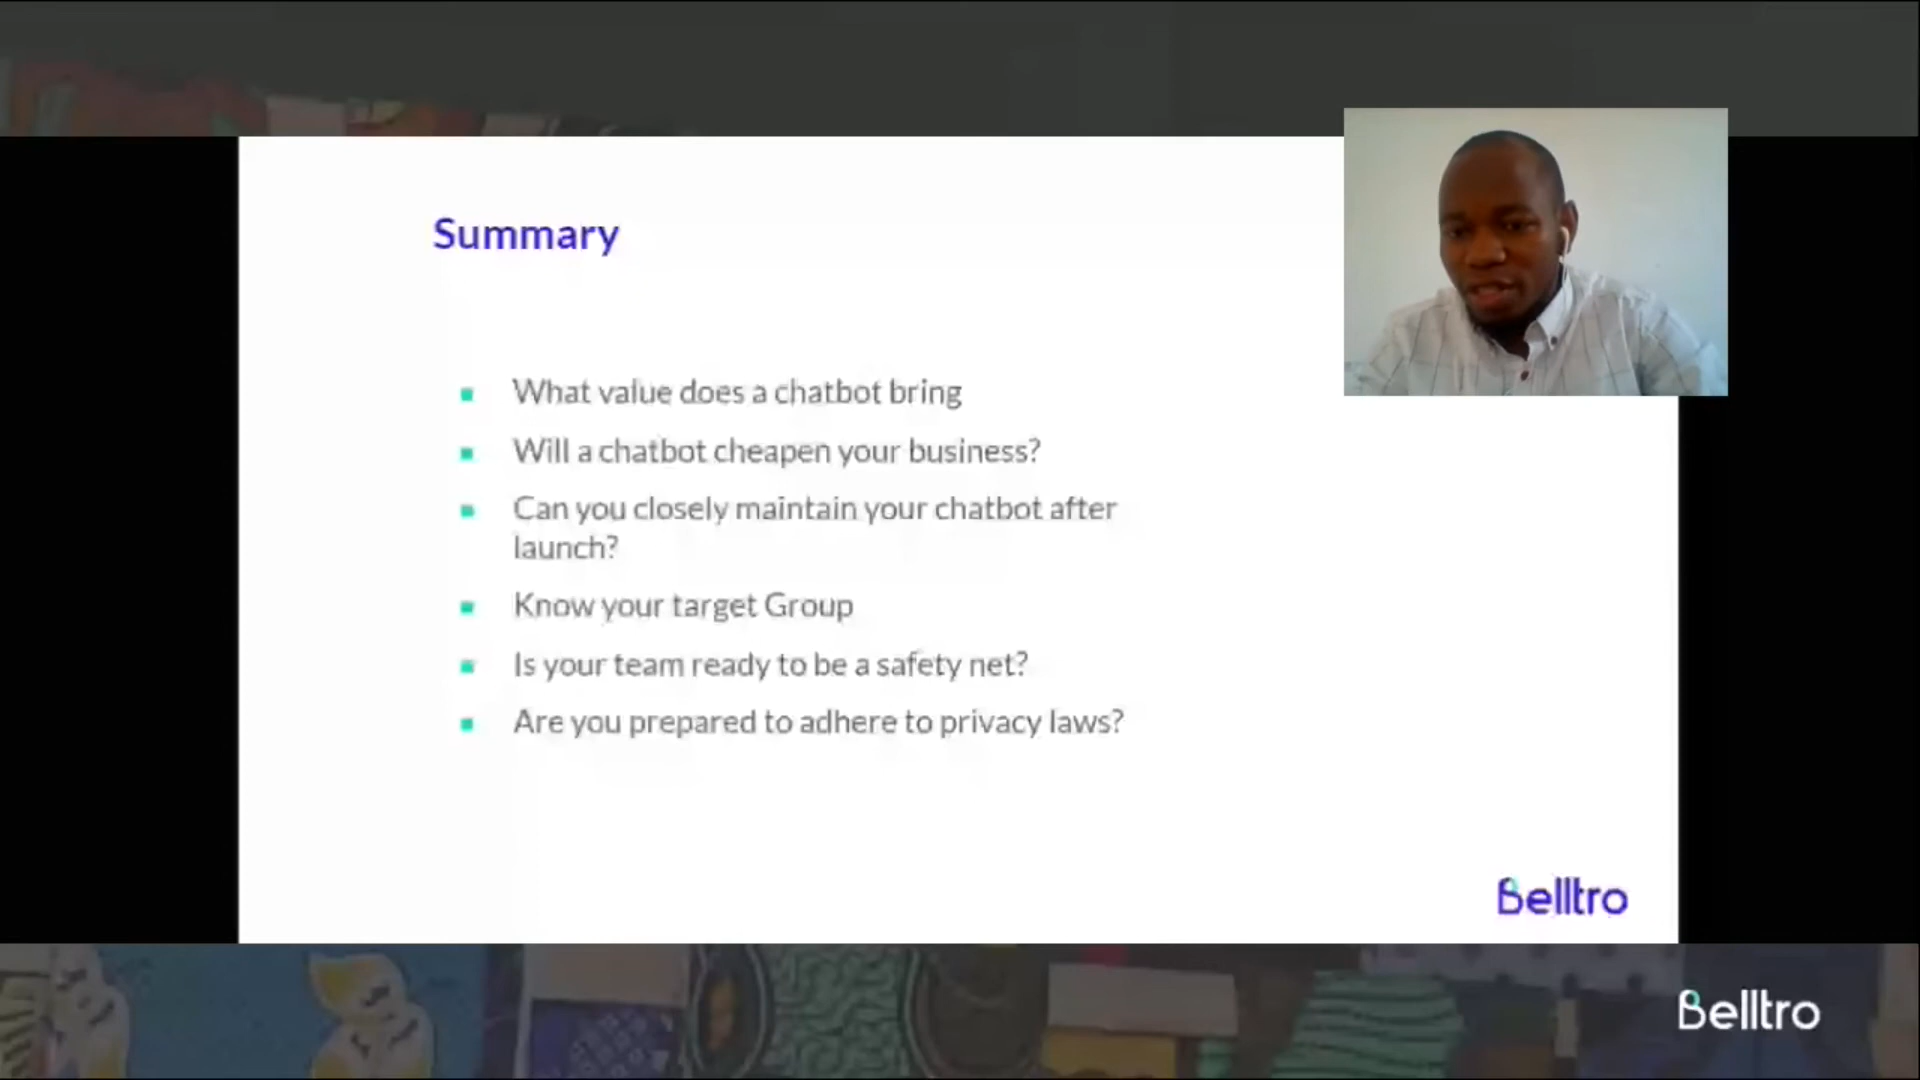 Summary
What value does a chatbot bring
Will a chatbot cheapen your business?
Can you closely maintain your chatbot after
launch?
Know your target Group
Is your team ready to be a safety net?
Are you prepared to adhere to privacy laws?
Belltro
Belltro